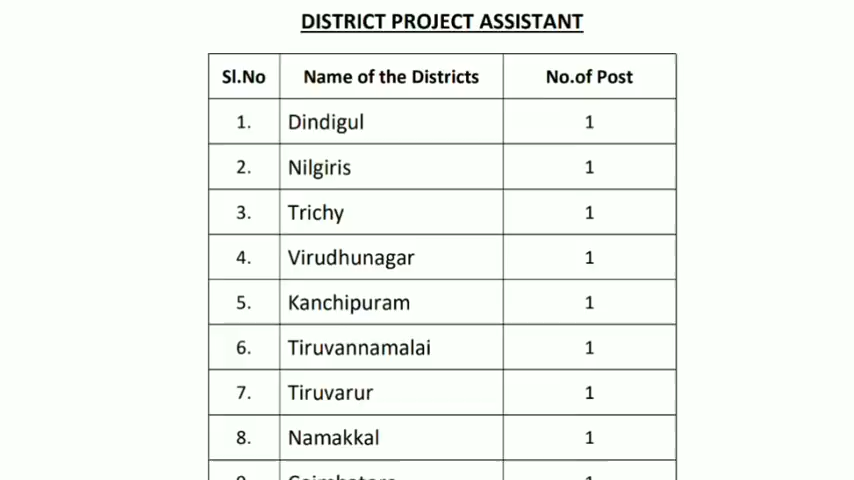 DISTRICT PROJECT ASSISTANT
Sl.No Name of the Districts No.of Post
1. Dindigul 1
2. Nilgiris 1
3. Trichy 1
4. Virudhunagar 1
5. Kanchipuram 1
6. Tiruvannamalai 1
7. Tiruvarur 1
8. Namakkal 1